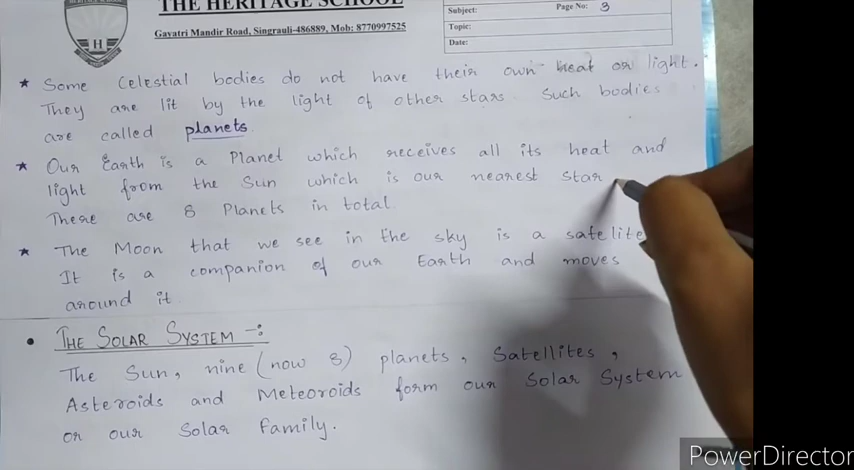 THE HERITAGE SCHOOL
Gayatri Mandir Road, Singrauli-486889, Mob: 8770997525
Subject: Page No: 3
Topic:
Date:
H
★ Some Celestial bodies do not have their own heat or light.
They are lit by the light of other stars. Such bodies
are called planets.
★ Our Earth is a Planet which receives all its heat and
light from the Sun which is our nearest star
There are 8 Planets in total
★ The Moon that we see in the sky is a satelite
It is a companion of our Earth and moves
around it.
• THE SOLAR SYSTEM -:
The Sun, nine (now 8) planets, Satellites,
Asteroids and Meteoroids form our Solar System
or our Solar family.
PowerDirector